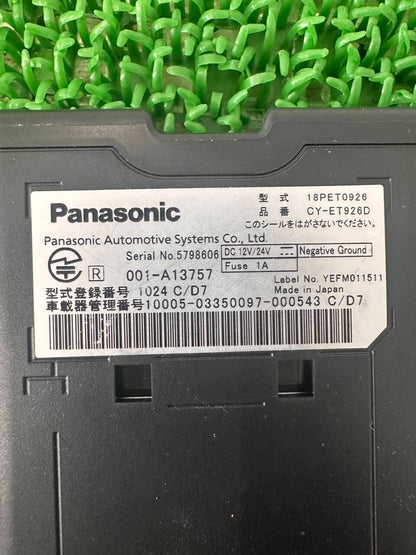 型 式 18PET0926
Panasonic 品 番 CY-ET926D
このシールをはがさないでください。
Panasonic Automotive Systems Co., Ltd.
Serial No.5798606 DC 12V/24V Negative Ground
Fuse 1A
R 001-A13757 Label No. YEFM011511
型式登録番号 1024 C/D7 Made in Japan
車載器管理番号10005-03350097-000543 C/D7